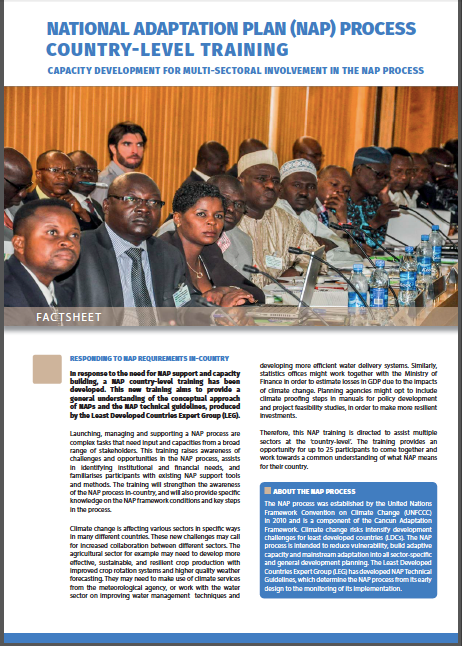 NATIONAL ADAPTATION PLAN (NAP) PROCESS
COUNTRY-LEVEL TRAINING
CAPACITY DEVELOPMENT FOR MULTI-SECTORAL INVOLVEMENT IN THE NAP PROCESS
FACTSHEET
RESPONDING TO NAP REQUIREMENTS IN-COUNTRY
In response to the need for NAP support and capacity
building, a NAP country-level training has been
developed. This new training aims to provide a
general understanding of the conceptual approach
of NAPs and the NAP technical guidelines, produced
by the Least Developed Countries Expert Group (LEG).
Launching, managing and supporting a NAP process are
complex tasks that need input and capacities from a broad
range of stakeholders. This training raises awareness of
challenges and opportunities in the NAP process, assists
in identifying institutional and financial needs, and
familiarises participants with existing NAP support tools
and methods. The training will strengthen the awareness
of the NAP process in-country, and will also provide specific
knowledge on the NAP framework conditions and key steps
in the process.
Climate change is affecting various sectors in specific ways
in many different countries. These new challenges may call
for increased collaboration between different sectors. The
agricultural sector for example may need to develop more
effective, sustainable, and resilient crop production with
improved crop rotation systems and higher quality weather
forecasting. They may need to make use of climate services
from the meteorological agency, or work with the water
sector on improving water management techniques and
developing more efficient water delivery systems. Similarly,
statistics offices might work together with the Ministry of
Finance in order to estimate losses in GDP due to the impacts
of climate change. Planning agencies might opt to include
climate proofing steps in manuals for policy development
and project feasibility studies, in order to make more resilient
investments.
Therefore, this NAP training is directed to assist multiple
sectors at the 'country-level'. The training provides an
opportunity for up to 25 participants to come together and
work towards a common understanding of what NAP means
for their country.
ABOUT THE NAP PROCESS
The NAP process was established by the United Nations
Framework Convention on Climate Change (UNFCCC)
in 2010 and is a component of the Cancun Adaptation
Framework. Climate change risks intensify development
challenges for least developed countries (LDCs). The NAP
process is intended to reduce vulnerability, build adaptive
capacity and mainstream adaptation into all sector-specific
and general development planning. The Least Developed
Countries Expert Group (LEG) has developed NAP Technical
Guidelines, which determine the NAP process from its early
design to the monitoring of its implementation.